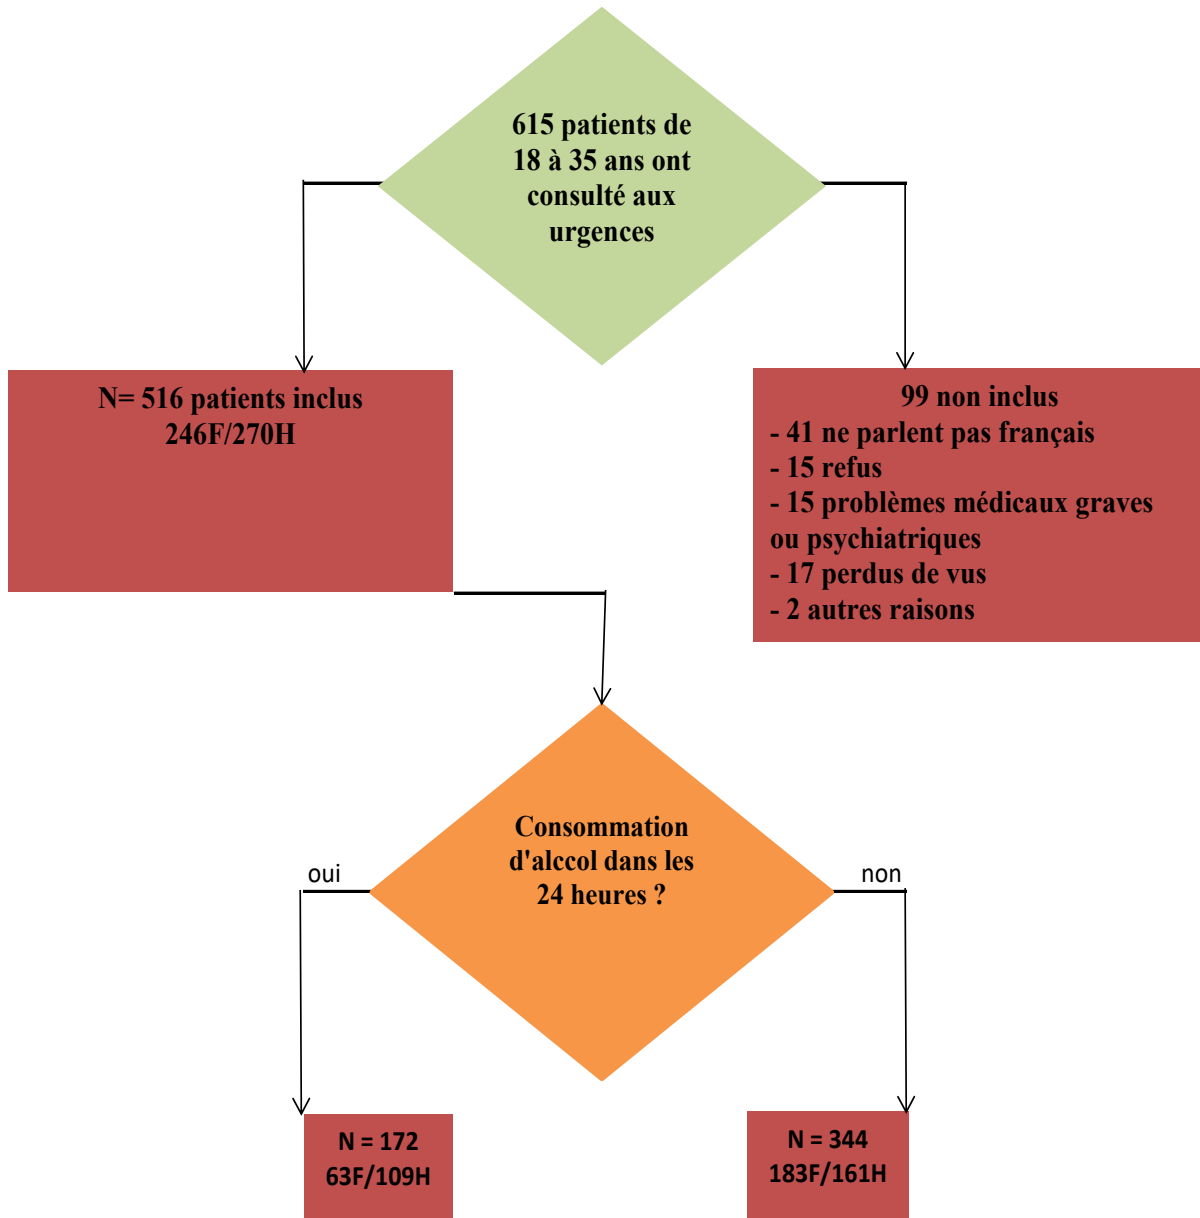 615 patients de
18 à 35 ans ont
consulté aux
urgences
N= 516 patients inclus
246F/270H
99 non inclus
- 41 ne parlent pas français
- 15 refus
- 15 problèmes médicaux graves
ou psychiatriques
- 17 perdus de vus
- 2 autres raisons
Consommation
d'alccol dans les
24 heures ?
oui
non
N = 172
63F/109H
N = 344
183F/161H